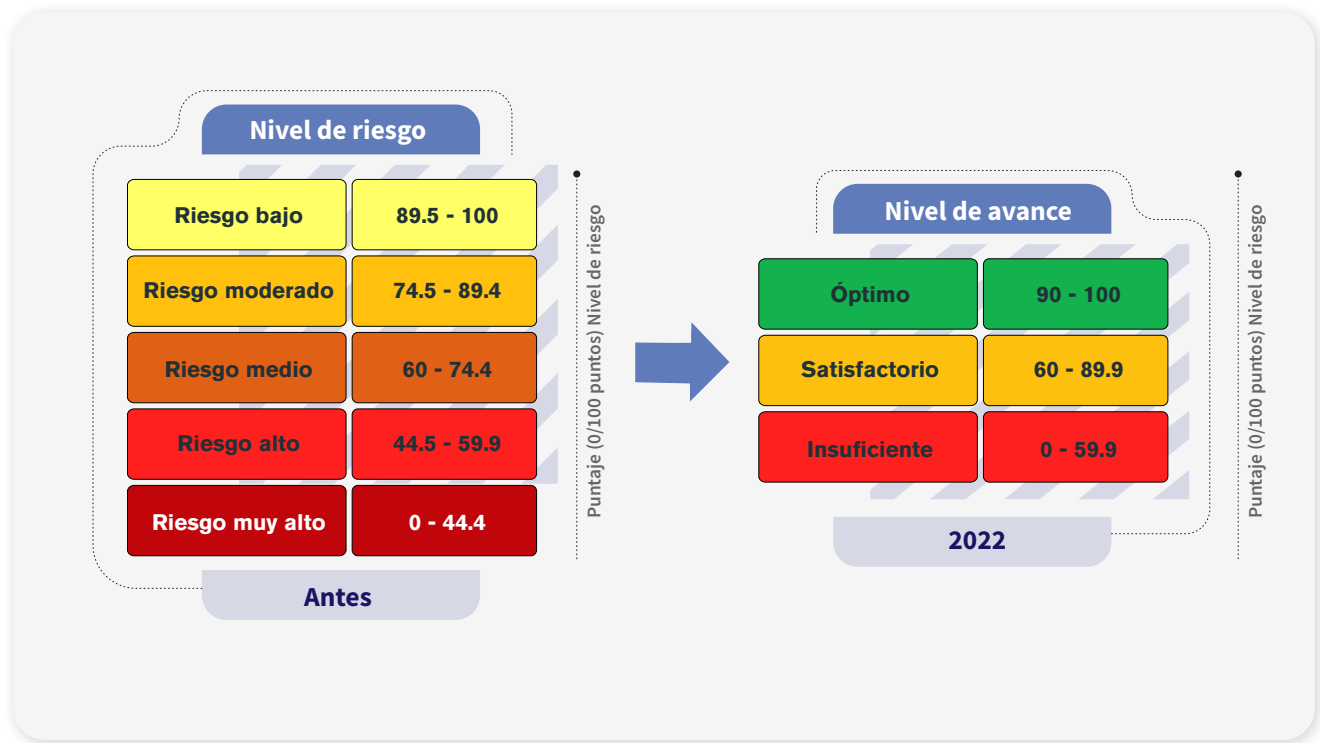 Nivel de riesgo
Riesgo bajo 89.5 - 100
Riesgo moderado 74.5 - 89.4
Riesgo medio 60 - 74.4
Riesgo alto 44.5 - 59.9
Riesgo muy alto 0 - 44.4
Antes
Puntaje (0/100 puntos) Nivel de riesgo
Nivel de avance
Óptimo 90 - 100
Satisfactorio 60 - 89.9
Insuficiente 0 - 59.9
2022
Puntaje (0/100 puntos) Nivel de riesgo